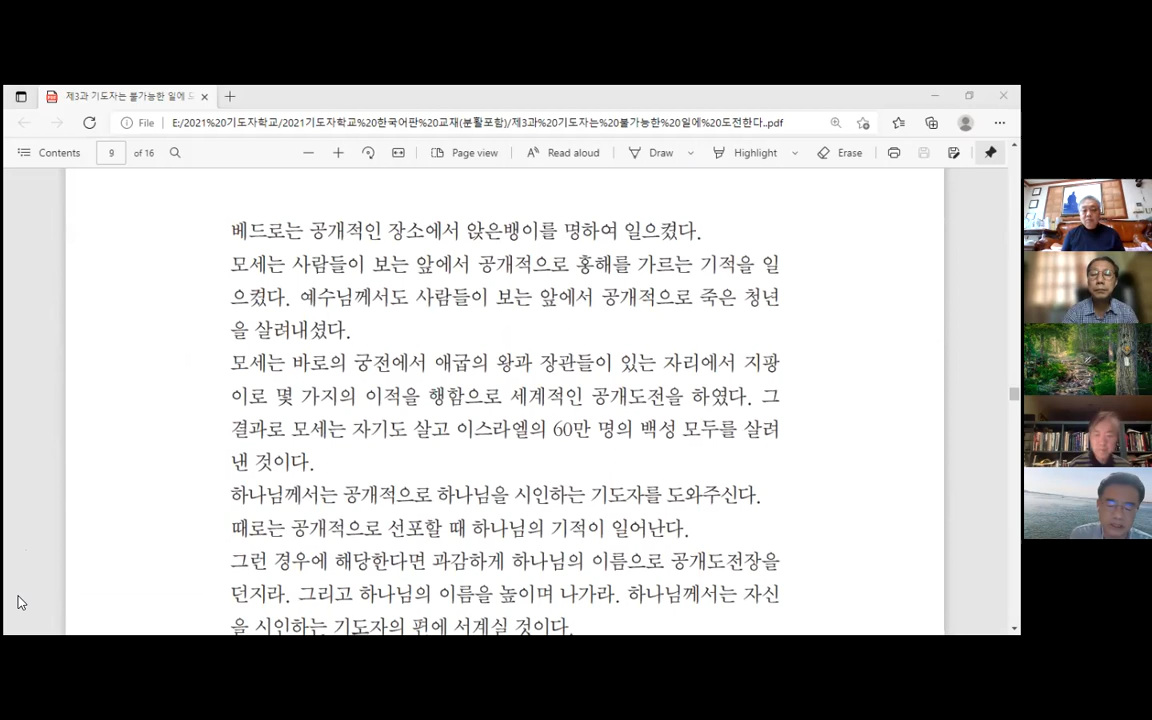 제3과 기도자는 불가능한 일에 도
File
E:/2021%20기도자학교/2021기도자학교%20한국어판%20교재(분활포함)/제3과%20기도자는%20불가능한%20일에%20도전한다..pdf
Contents 9 of 16 Page view Read aloud Draw Highlight Erase
베드로는 공개적인 장소에서 앉은뱅이를 명하여 일으켰다.
모세는 사람들이 보는 앞에서 공개적으로 홍해를 가르는 기적을 일
으켰다. 예수님께서도 사람들이 보는 앞에서 공개적으로 죽은 청년
을 살려내셨다.
모세는 바로의 궁전에서 애굽의 왕과 장관들이 있는 자리에서 지팡
이로 몇 가지의 이적을 행함으로 세계적인 공개도전을 하였다. 그
결과로 모세는 자기도 살고 이스라엘의 60만 명의 백성 모두를 살려
낸 것이다.
하나님께서는 공개적으로 하나님을 시인하는 기도자를 도와주신다.
때로는 공개적으로 선포할 때 하나님의 기적이 일어난다.
그런 경우에 해당한다면 과감하게 하나님의 이름으로 공개도전장을
던지라. 그리고 하나님의 이름을 높이며 나가라. 하나님께서는 자신
을 시인하는 기도자의 편에 서계실 것이다.